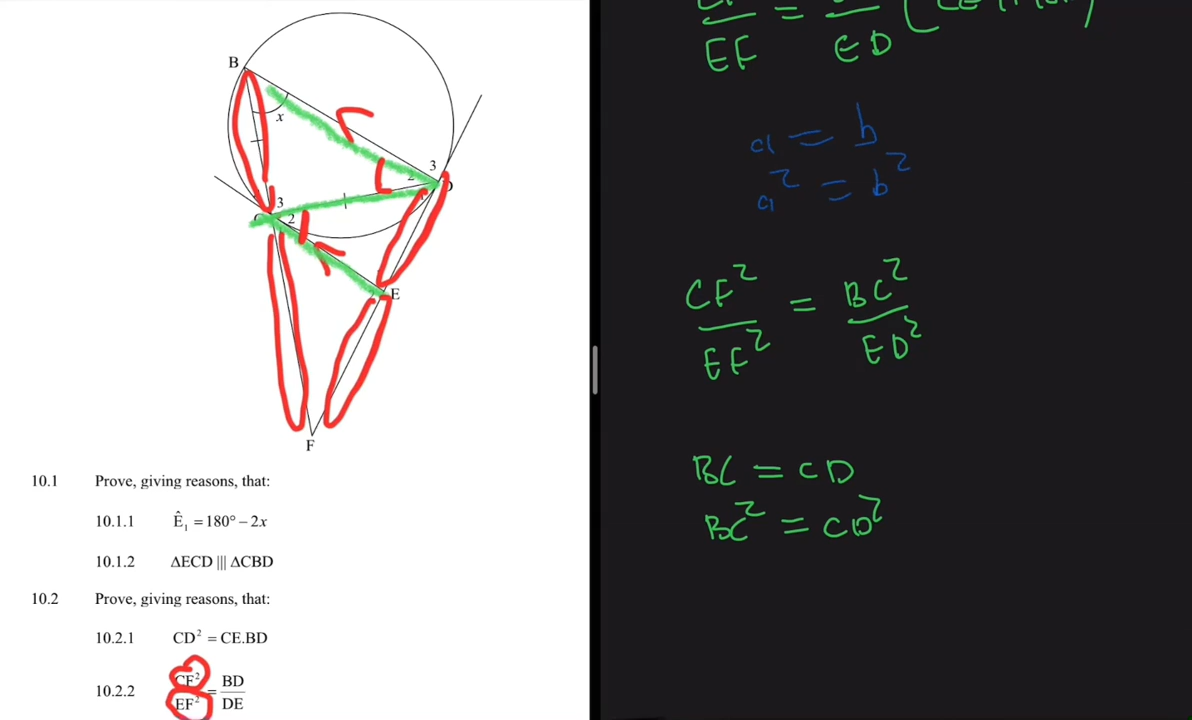 EF = ED
B
x
3
2
D
3
2
E
F
a = b
a² = b²
CF² / EF² = BC² / ED²
BC = CD
BC² = CD²
10.1 Prove, giving reasons, that:
10.1.1 Ê₁ = 180° – 2x
10.1.2 ΔECD ||| ΔCBD
10.2 Prove, giving reasons, that:
10.2.1 CD² = CE.BD
10.2.2 CF² / EF² = BD / DE